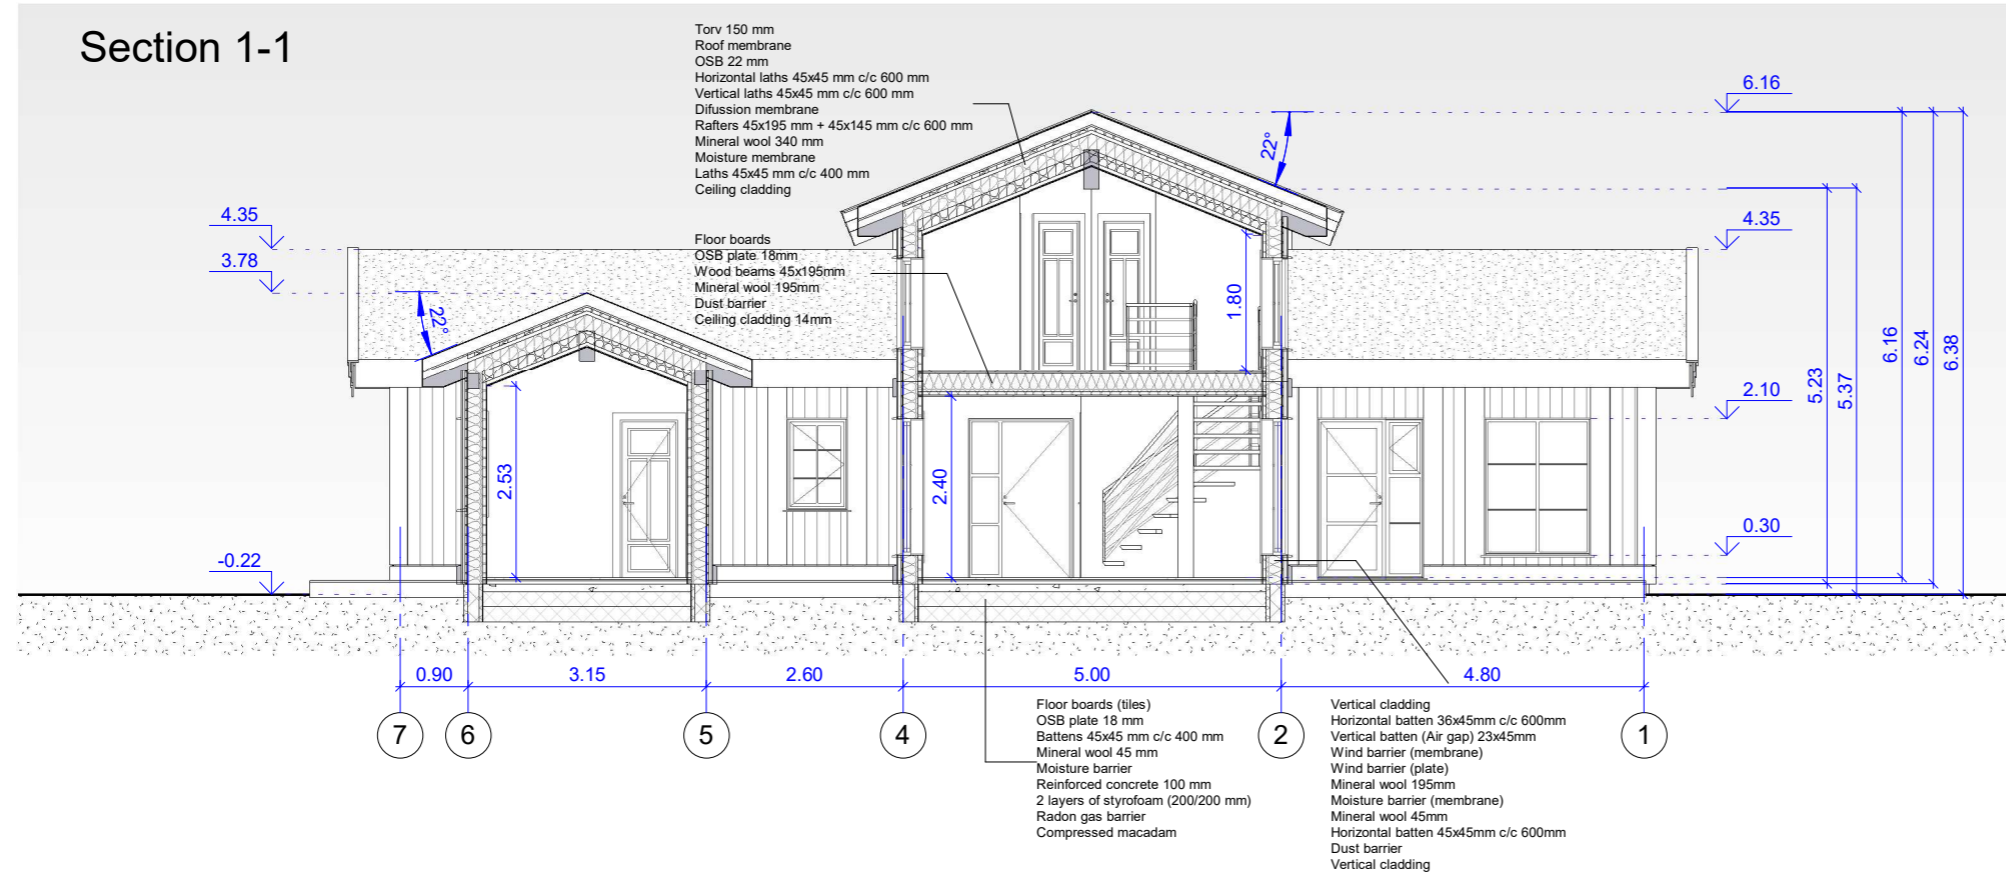 Section 1-1
Torv 150 mm
Roof membrane
OSB 22 mm
Horizontal laths 45x45 mm c/c 600 mm
Vertical laths 45x45 mm c/c 600 mm
Difussion membrane
Rafters 45x195 mm + 45x145 mm c/c 600 mm
Mineral wool 340 mm
Moisture membrane
Laths 45x45 mm c/c 400 mm
Ceiling cladding
Floor boards
OSB plate 18mm
Wood beams 45x195mm
Mineral wool 195mm
Dust barrier
Ceiling cladding 14mm
4.35
3.78
-0.22
22°
22°
6.16
4.35
2.10
0.30
1.80
2.53
2.40
5.23
5.37
6.16
6.24
6.38
0.90
3.15
2.60
5.00
4.80
7
6
5
4
2
1
Floor boards (tiles)
OSB plate 18 mm
Battens 45x45 mm c/c 400 mm
Mineral wool 45 mm
Moisture barrier
Reinforced concrete 100 mm
2 layers of styrofoam (200/200 mm)
Radon gas barrier
Compressed macadam
Vertical cladding
Horizontal batten 36x45mm c/c 600mm
Vertical batten (Air gap) 23x45mm
Wind barrier (membrane)
Wind barrier (plate)
Mineral wool 195mm
Moisture barrier (membrane)
Mineral wool 45mm
Horizontal batten 45x45mm c/c 600mm
Dust barrier
Vertical cladding